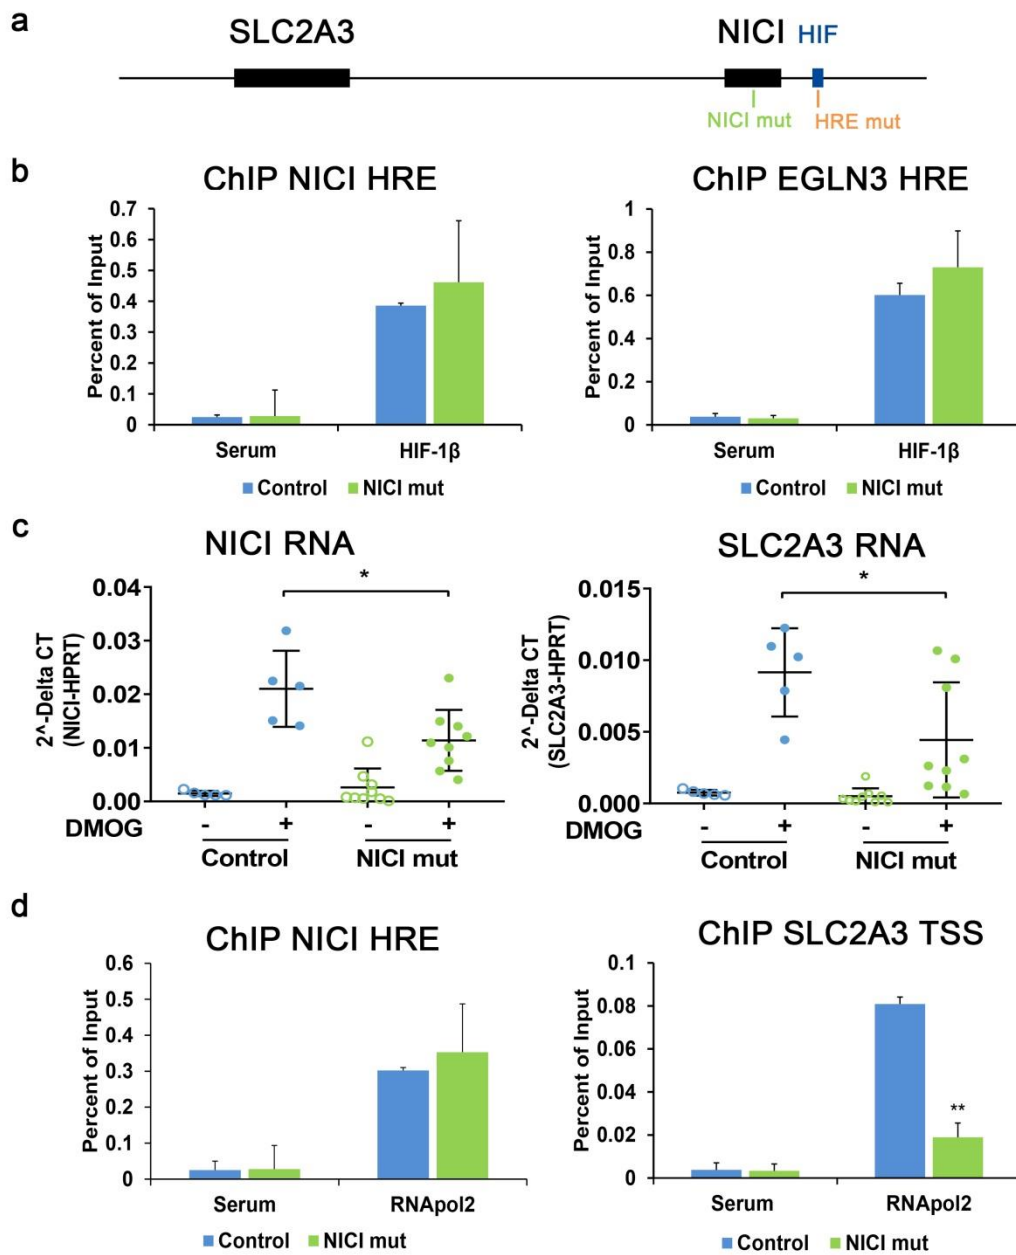 a
SLC2A3 NICI HIF
NICI mut HRE mut
b
ChIP NICI HRE
Percent of Input
0.7
0.6
0.5
0.4
0.3
0.2
0.1
0
Serum HIF-1β
Control NICI mut
ChIP EGLN3 HRE
Percent of Input
1
0.8
0.6
0.4
0.2
0
Serum HIF-1β
Control NICI mut
c
NICI RNA
2^-Delta CT
(NICI-HPRT)
0.04
0.03
0.02
0.01
0.00
*
DMOG - + - +
Control NICI mut
SLC2A3 RNA
2^-Delta CT
(SLC2A3-HPRT)
0.015
0.010
0.005
0.000
*
DMOG - + - +
Control NICI mut
d
ChIP NICI HRE
Percent of Input
0.6
0.5
0.4
0.3
0.2
0.1
0
Serum RNApol2
Control NICI mut
ChIP SLC2A3 TSS
Percent of Input
0.1
0.08
0.06
0.04
0.02
0
**
Serum RNApol2
Control NICI mut